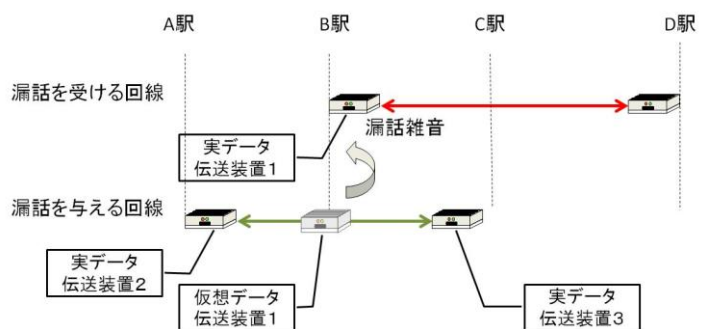 A駅
B駅
C駅
D駅
漏話を受ける回線
漏話雑音
実データ
伝送装置1
漏話を与える回線
実データ
伝送装置2
仮想データ
伝送装置1
実データ
伝送装置3